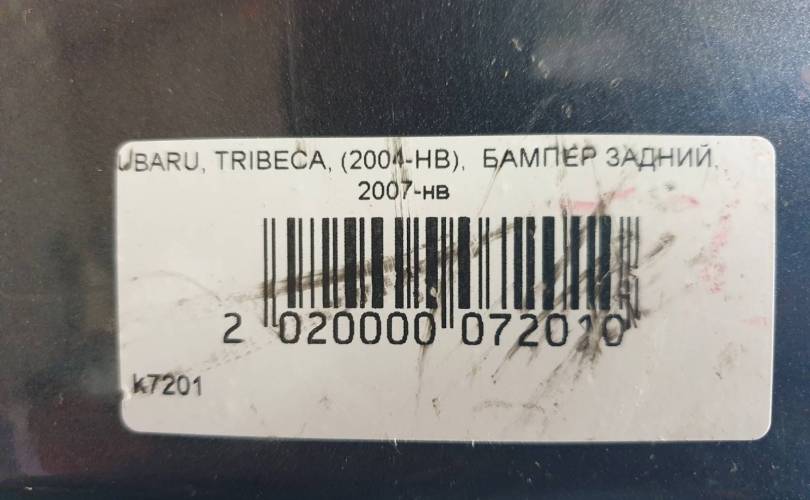 UBARU, TRIBECA, (2004-НВ), БАМПЕР ЗАДНИЙ,
2007-нв
2 020000 072010
k7201